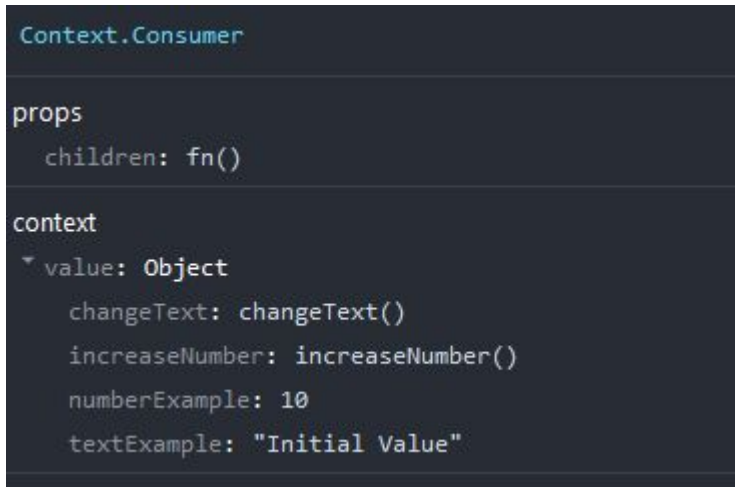 Context.Consumer
props
children: fn()
context
value: Object
changeText: changeText()
increaseNumber: increaseNumber()
numberExample: 10
textExample: "Initial Value"